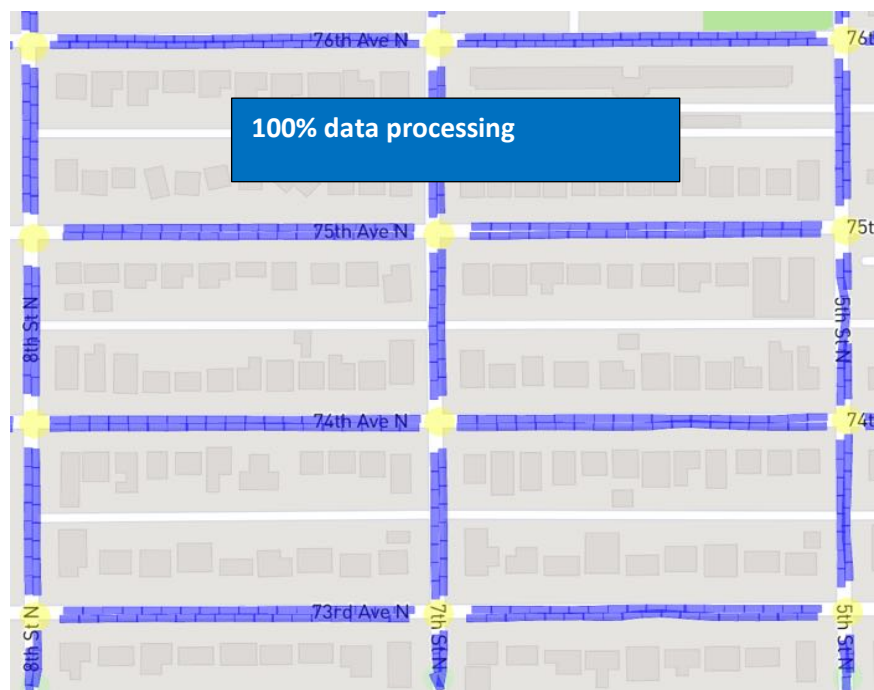 76th Ave N
76t
100% data processing
75th Ave N
75t
8th St N
5th St N
74th Ave N
74t
73rd Ave N
8th St N
7th St N
5th St N